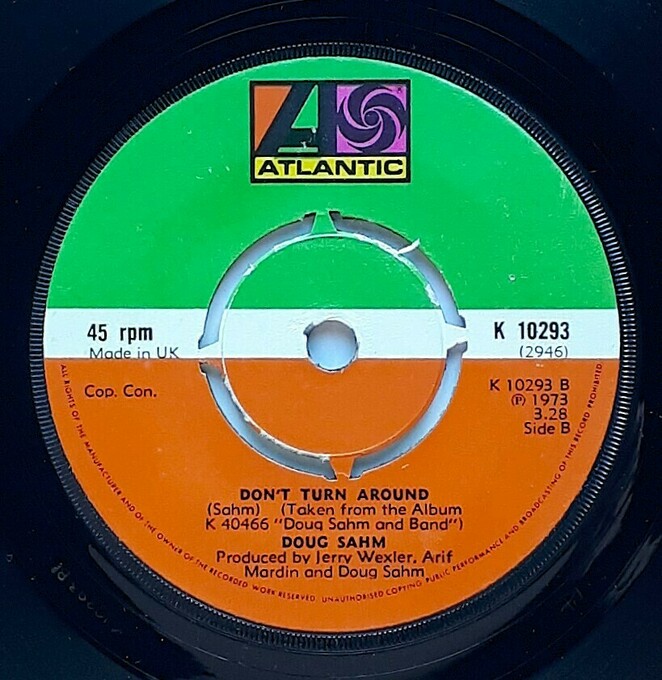 ATLANTIC
45 rpm
Made in UK
K 10293
(2946)
Cop. Con.
K 10293 B
℗ 1973
3.28
Side B
DON'T TURN AROUND
(Sahm) (Taken from the Album
K 40466 "Doug Sahm and Band")
DOUG SAHM
Produced by Jerry Wexler, Arif
Mardin and Doug Sahm
ALL RIGHTS OF THE MANUFACTURER AND OF THE OWNER OF THE RECORDED WORK RESERVED. UNAUTHORISED COPYING PUBLIC PERFORMANCE AND BROADCASTING OF THIS RECORD PROHIBITED